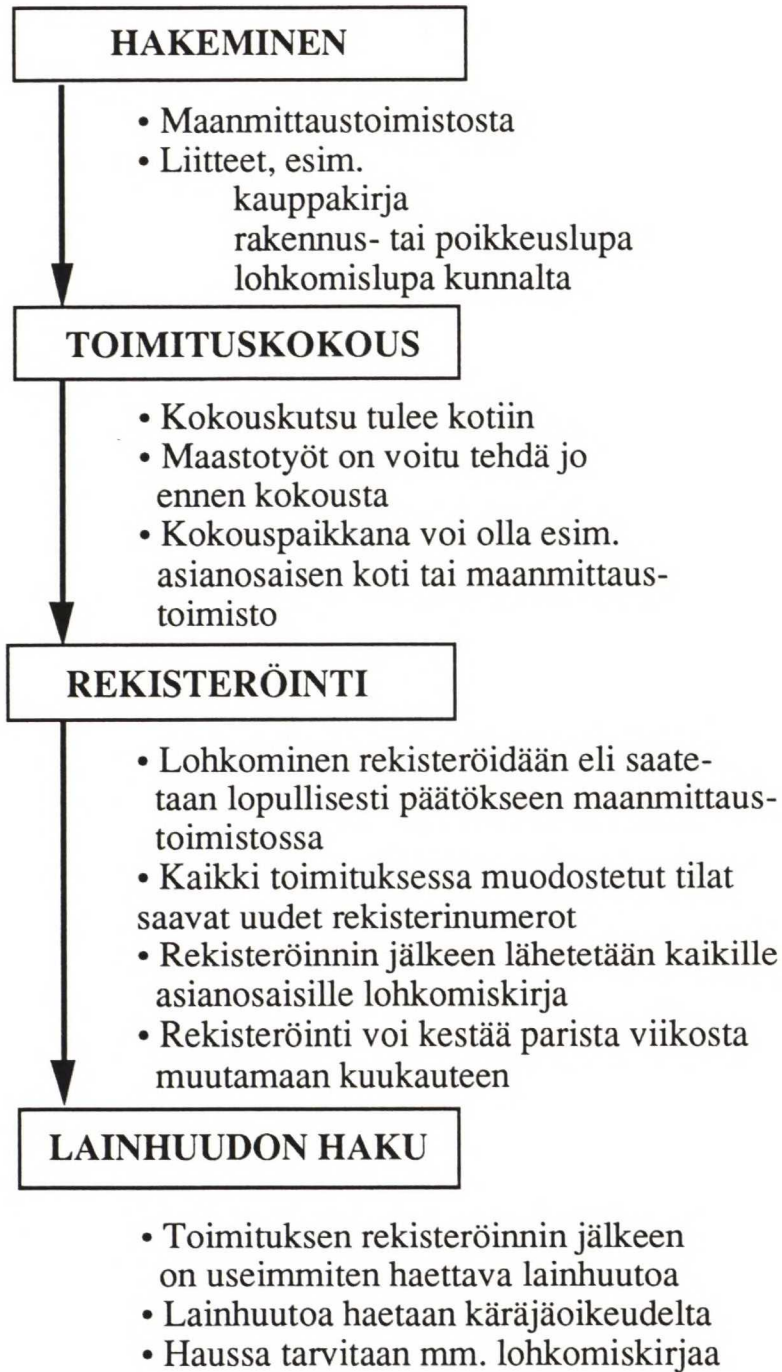 HAKEMINEN
• Maanmittaustoimistosta
• Liitteet, esim.
kauppakirja
rakennus- tai poikkeuslupa
lohkomislupa kunnalta
TOIMITUSKOKOUS
• Kokouskutsu tulee kotiin
• Maastotyöt on voitu tehdä jo
ennen kokousta
• Kokouspaikkana voi olla esim.
asianosaisen koti tai maanmittaus-
toimisto
REKISTERÖINTI
• Lohkominen rekisteröidään eli saate-
taan lopullisesti päätökseen maanmittaus-
toimistossa
• Kaikki toimituksessa muodostetut tilat
saavat uudet rekisterinumerot
• Rekisteröinnin jälkeen lähetetään kaikille
asianosaisille lohkomiskirja
• Rekisteröinti voi kestää parista viikosta
muutamaan kuukauteen
LAINHUUDON HAKU
• Toimituksen rekisteröinnin jälkeen
on useimmiten haettava lainhuutoa
• Lainhuutoa haetaan käräjäoikeudelta
• Haussa tarvitaan mm. lohkomiskirjaa